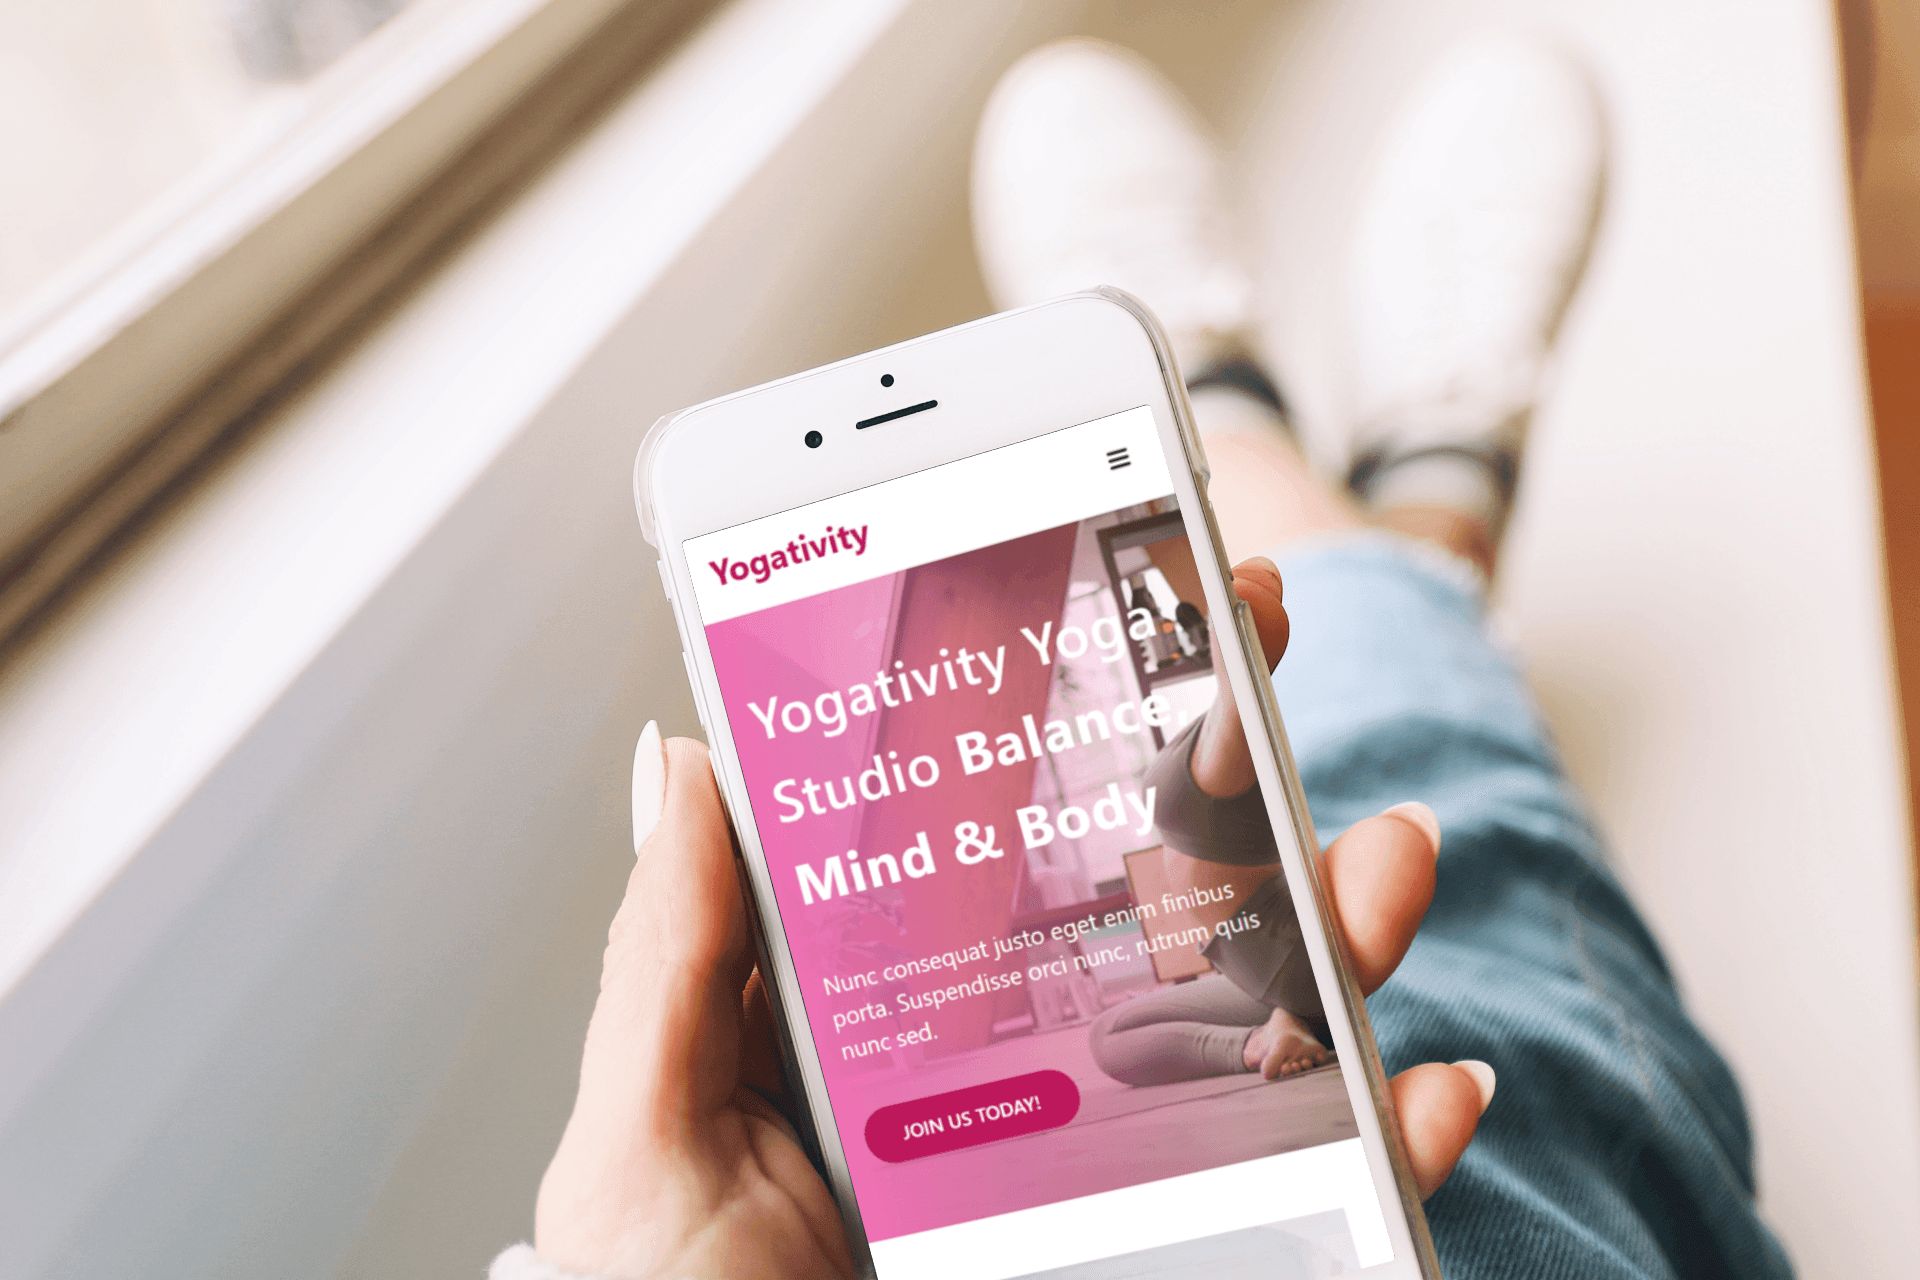 Yogativity
Yogativity Yoga
Studio Balance,
Mind & Body
Nunc consequat justo eget enim finibus
porta. Suspendisse orci nunc, rutrum quis
nunc sed.
JOIN US TODAY!